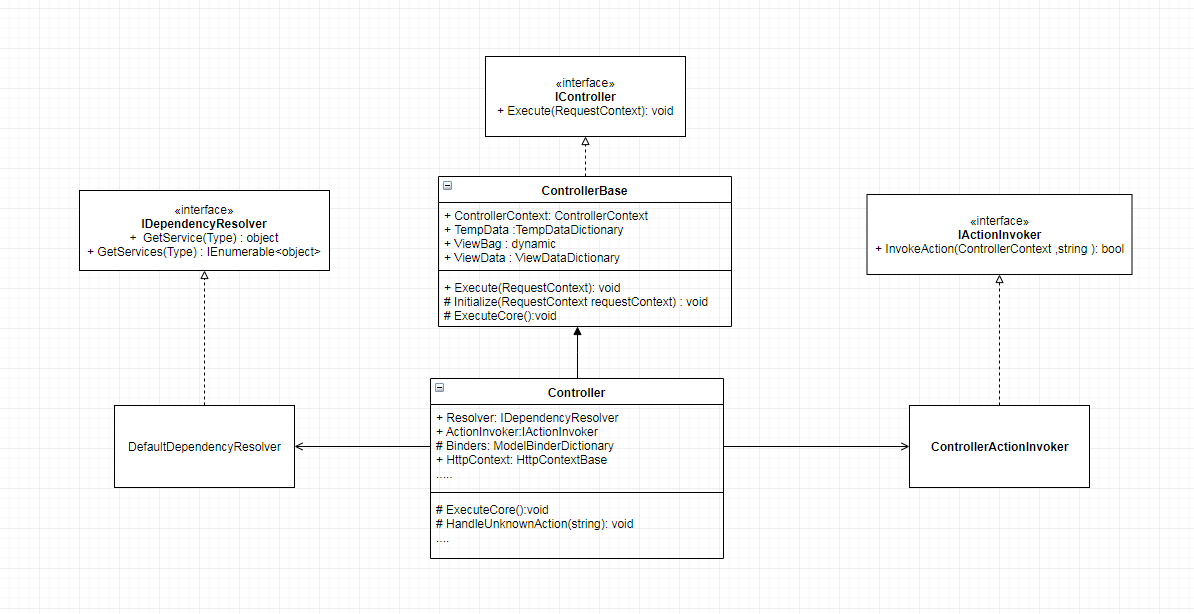 «interface»
IController
+ Execute(RequestContext): void
«interface»
IDependencyResolver
+ GetService(Type) : object
+ GetServices(Type) : IEnumerable<object>
ControllerBase
+ ControllerContext: ControllerContext
+ TempData :TempDataDictionary
+ ViewBag : dynamic
+ ViewData : ViewDataDictionary
+ Execute(RequestContext): void
# Initialize(RequestContext requestContext) : void
# ExecuteCore():void
«interface»
IActionInvoker
+ InvokeAction(ControllerContext ,string ): bool
DefaultDependencyResolver
Controller
+ Resolver: IDependencyResolver
+ ActionInvoker:IActionInvoker
# Binders: ModelBinderDictionary
+ HttpContext: HttpContextBase
.....
# ExecuteCore():void
# HandleUnknownAction(string): void
....
ControllerActionInvoker